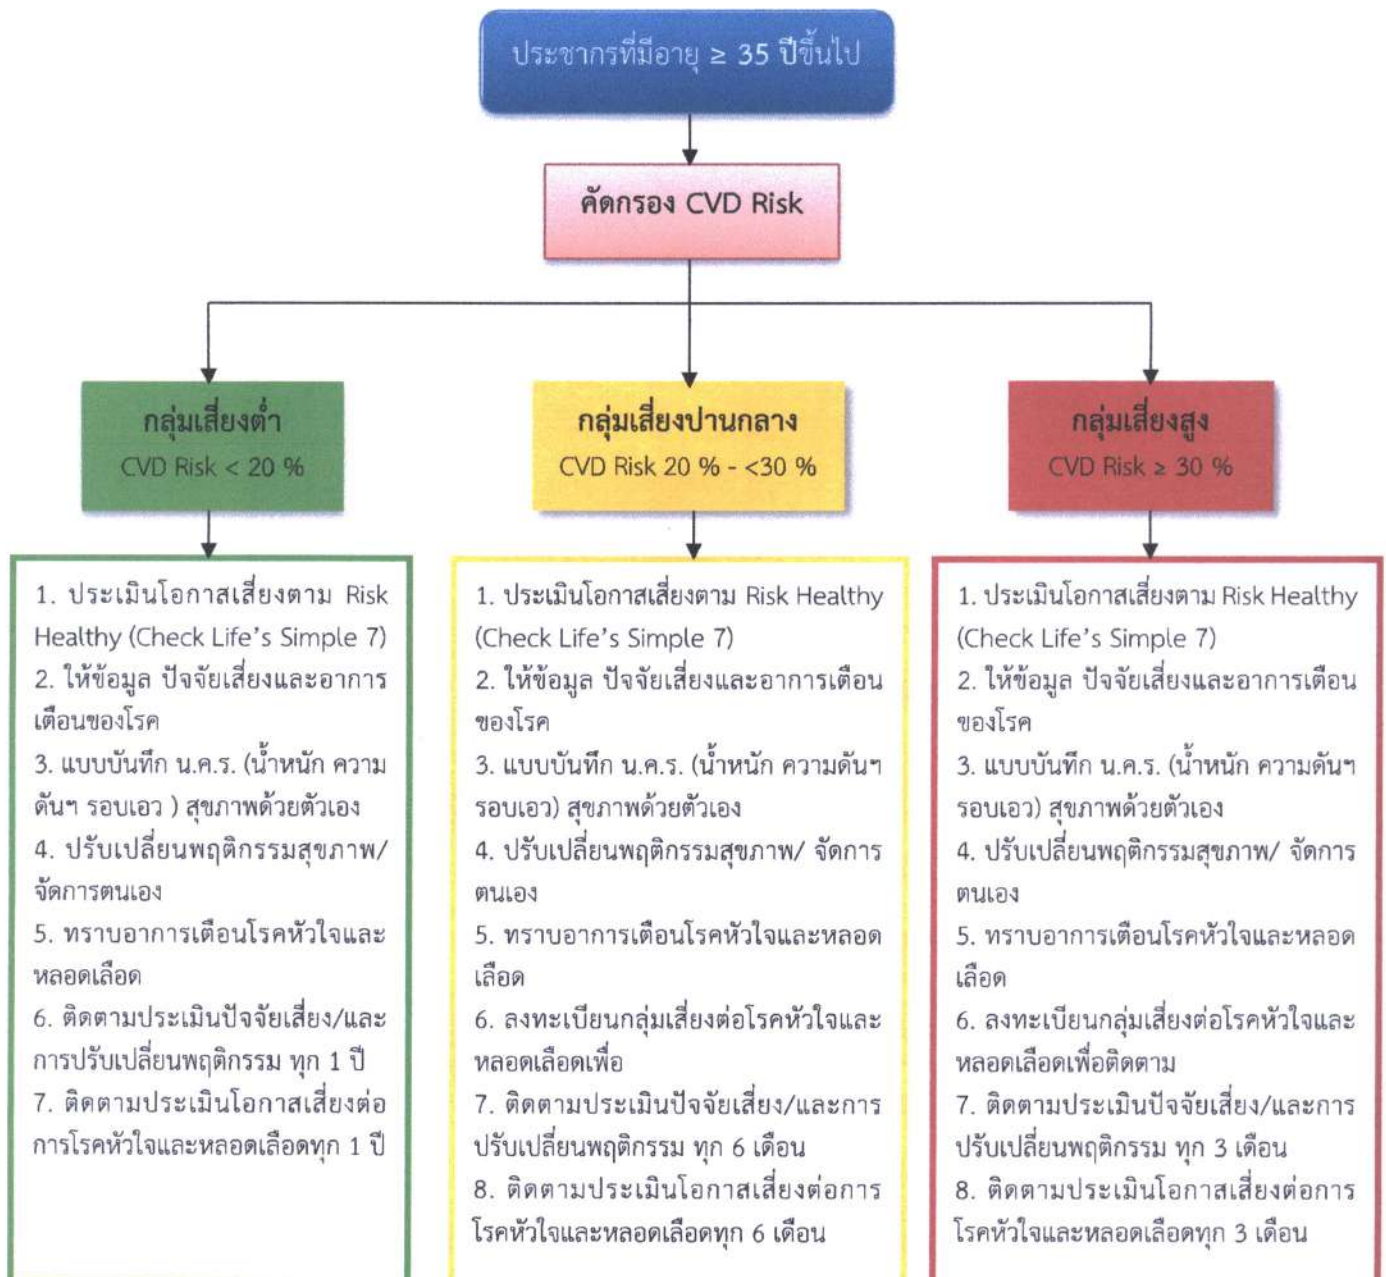 ประชากรที่มีอายุ ≥ 35 ปีขึ้นไป
คัดกรอง CVD Risk
กลุ่มเสี่ยงต่ำ
CVD Risk < 20 %
กลุ่มเสี่ยงปานกลาง
CVD Risk 20 % - <30 %
กลุ่มเสี่ยงสูง
CVD Risk ≥ 30 %
1. ประเมินโอกาสเสี่ยงตาม Risk
Healthy (Check Life's Simple 7)
2. ให้ข้อมูล ปัจจัยเสี่ยงและอาการ
เตือนของโรค
3. แบบบันทึก น.ค.ร. (น้ำหนัก ความ
ดันฯ รอบเอว ) สุขภาพด้วยตัวเอง
4. ปรับเปลี่ยนพฤติกรรมสุขภาพ/
จัดการตนเอง
5. ทราบอาการเตือนโรคหัวใจและ
หลอดเลือด
6. ติดตามประเมินปัจจัยเสี่ยง/และ
การปรับเปลี่ยนพฤติกรรม ทุก 1 ปี
7. ติดตามประเมินโอกาสเสี่ยงต่อ
การโรคหัวใจและหลอดเลือดทุก 1 ปี
1. ประเมินโอกาสเสี่ยงตาม Risk Healthy
(Check Life's Simple 7)
2. ให้ข้อมูล ปัจจัยเสี่ยงและอาการเตือน
ของโรค
3. แบบบันทึก น.ค.ร. (น้ำหนัก ความดันฯ
รอบเอว) สุขภาพด้วยตัวเอง
4. ปรับเปลี่ยนพฤติกรรมสุขภาพ/ จัดการ
ตนเอง
5. ทราบอาการเตือนโรคหัวใจและหลอด
เลือด
6. ลงทะเบียนกลุ่มเสี่ยงต่อโรคหัวใจและ
หลอดเลือดเพื่อ
7. ติดตามประเมินปัจจัยเสี่ยง/และการ
ปรับเปลี่ยนพฤติกรรม ทุก 6 เดือน
8. ติดตามประเมินโอกาสเสี่ยงต่อการ
โรคหัวใจและหลอดเลือดทุก 6 เดือน
1. ประเมินโอกาสเสี่ยงตาม Risk Healthy
(Check Life's Simple 7)
2. ให้ข้อมูล ปัจจัยเสี่ยงและอาการเตือน
ของโรค
3. แบบบันทึก น.ค.ร. (น้ำหนัก ความดันฯ
รอบเอว) สุขภาพด้วยตัวเอง
4. ปรับเปลี่ยนพฤติกรรมสุขภาพ/ จัดการ
ตนเอง
5. ทราบอาการเตือนโรคหัวใจและหลอด
เลือด
6. ลงทะเบียนกลุ่มเสี่ยงต่อโรคหัวใจและ
หลอดเลือดเพื่อติดตาม
7. ติดตามประเมินปัจจัยเสี่ยง/และการ
ปรับเปลี่ยนพฤติกรรม ทุก 3 เดือน
8. ติดตามประเมินโอกาสเสี่ยงต่อการ
โรคหัวใจและหลอดเลือดทุก 3 เดือน